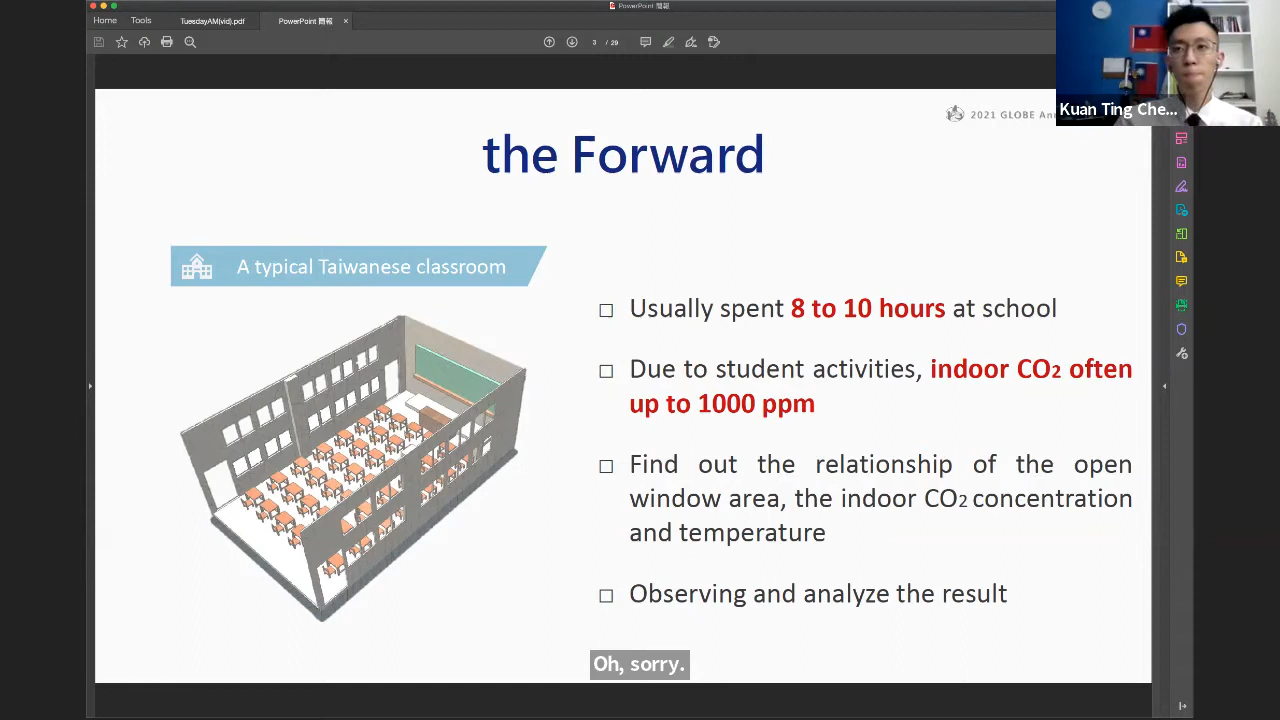 PowerPoint 簡報
Home Tools TuesdayAM(vid).pdf PowerPoint 簡報 ×
3 / 29
Kuan Ting Che...
2021 GLOBE An
the Forward
A typical Taiwanese classroom
Usually spent 8 to 10 hours at school
Due to student activities, indoor CO2 often
up to 1000 ppm
Find out the relationship of the open
window area, the indoor CO2 concentration
and temperature
Observing and analyze the result
Oh, sorry.